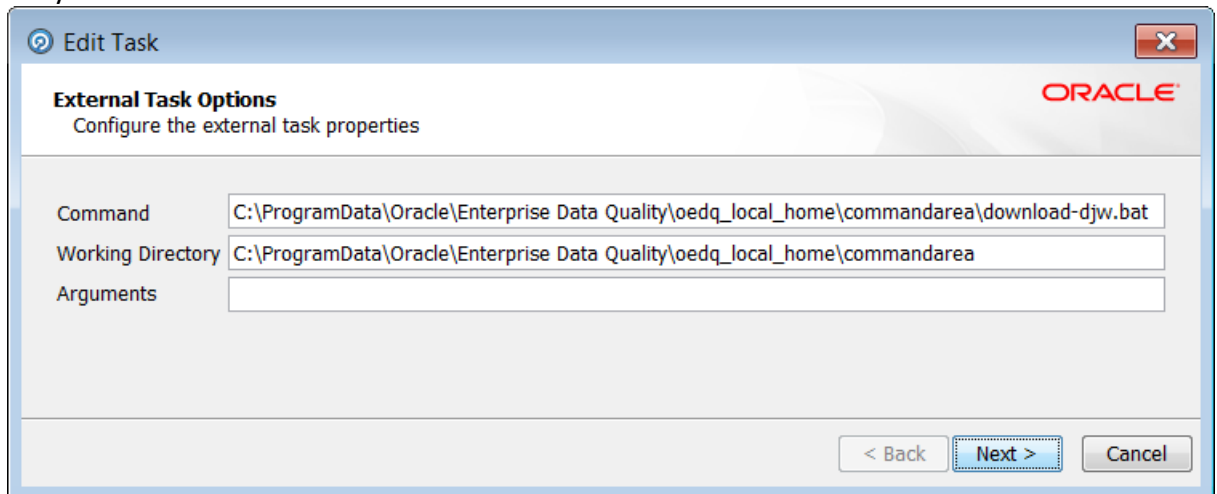 Edit Task
External Task Options
ORACLE
Configure the external task properties
Command C:\ProgramData\Oracle\Enterprise Data Quality\oedq_local_home\commandarea\download-djw.bat
Working Directory C:\ProgramData\Oracle\Enterprise Data Quality\oedq_local_home\commandarea
Arguments
< Back Next > Cancel